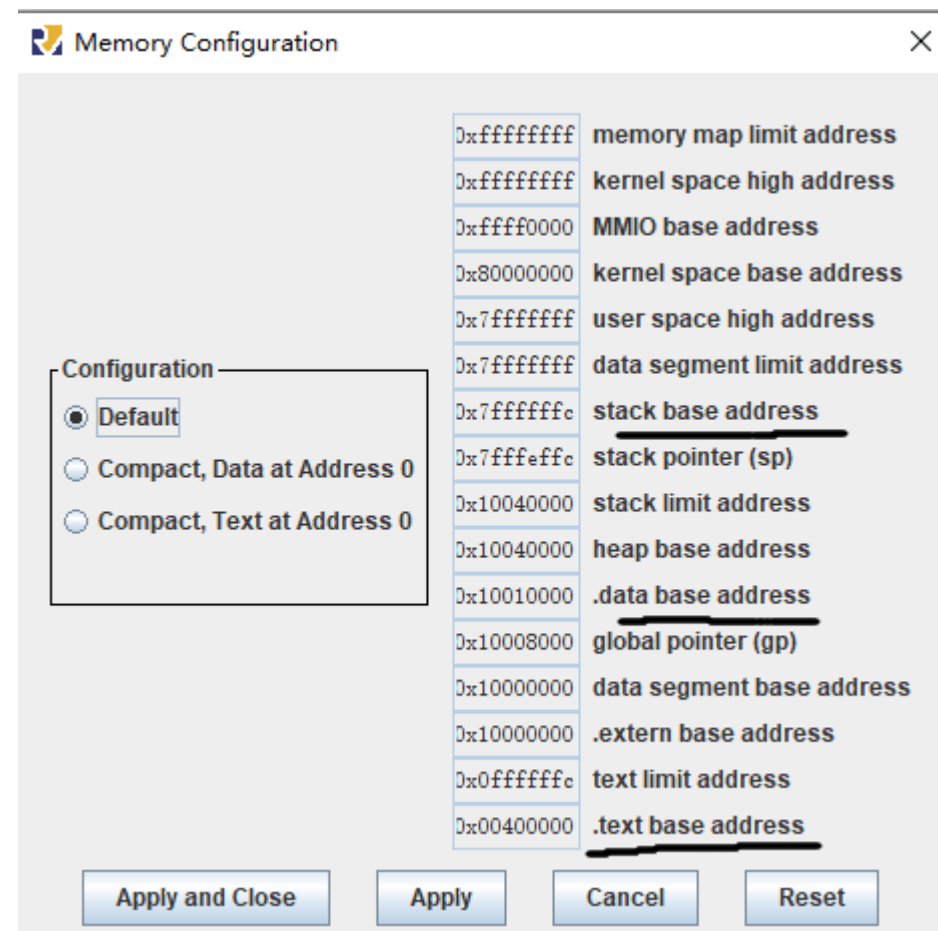 Memory Configuration
0xffffffff memory map limit address
0xffffffff kernel space high address
0xffff0000 MMIO base address
0x80000000 kernel space base address
0x7fffffff user space high address
0x7fffffff data segment limit address
0x7ffffffc stack base address
0x7fffeffc stack pointer (sp)
0x10040000 stack limit address
0x10040000 heap base address
0x10010000 .data base address
0x10008000 global pointer (gp)
0x10000000 data segment base address
0x10000000 .extern base address
0x0ffffffc text limit address
0x00400000 .text base address
Configuration
Default
Compact, Data at Address 0
Compact, Text at Address 0
Apply and Close Apply Cancel Reset